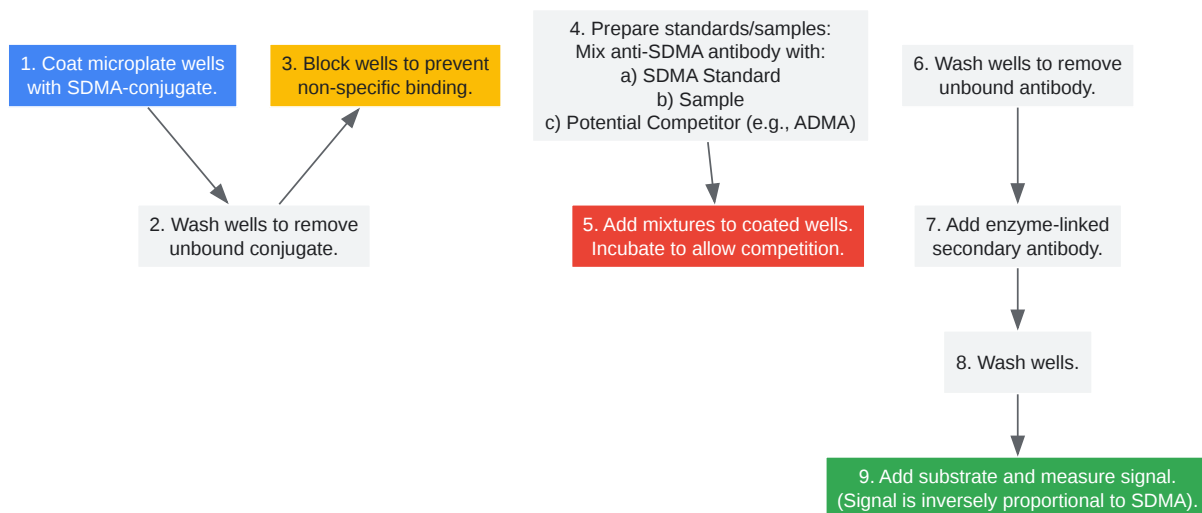 1. Coat microplate wells
with SDMA-conjugate.
2. Wash wells to remove
unbound conjugate.
3. Block wells to prevent
non-specific binding.
4. Prepare standards/samples:
Mix anti-SDMA antibody with:
a) SDMA Standard
b) Sample
c) Potential Competitor (e.g., ADMA)
5. Add mixtures to coated wells.
Incubate to allow competition.
6. Wash wells to remove
unbound antibody.
7. Add enzyme-linked
secondary antibody.
8. Wash wells.
9. Add substrate and measure signal.
(Signal is inversely proportional to SDMA).